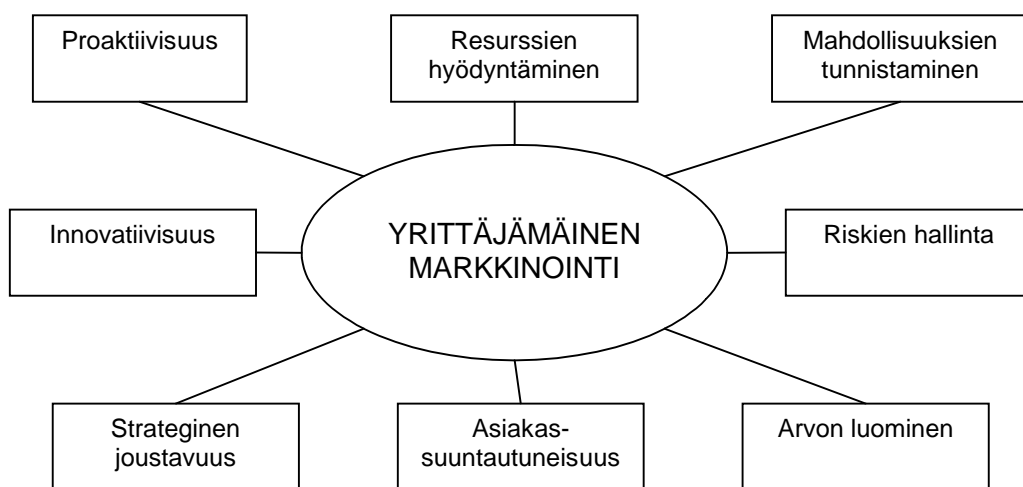 Proaktiivisuus
Resurssien
hyödyntäminen
Mahdollisuuksien
tunnistaminen
Innovatiivisuus
YRITTÄJÄMÄINEN
MARKKINOINTI
Riskien hallinta
Strateginen
joustavuus
Asiakas-
suuntautuneisuus
Arvon luominen